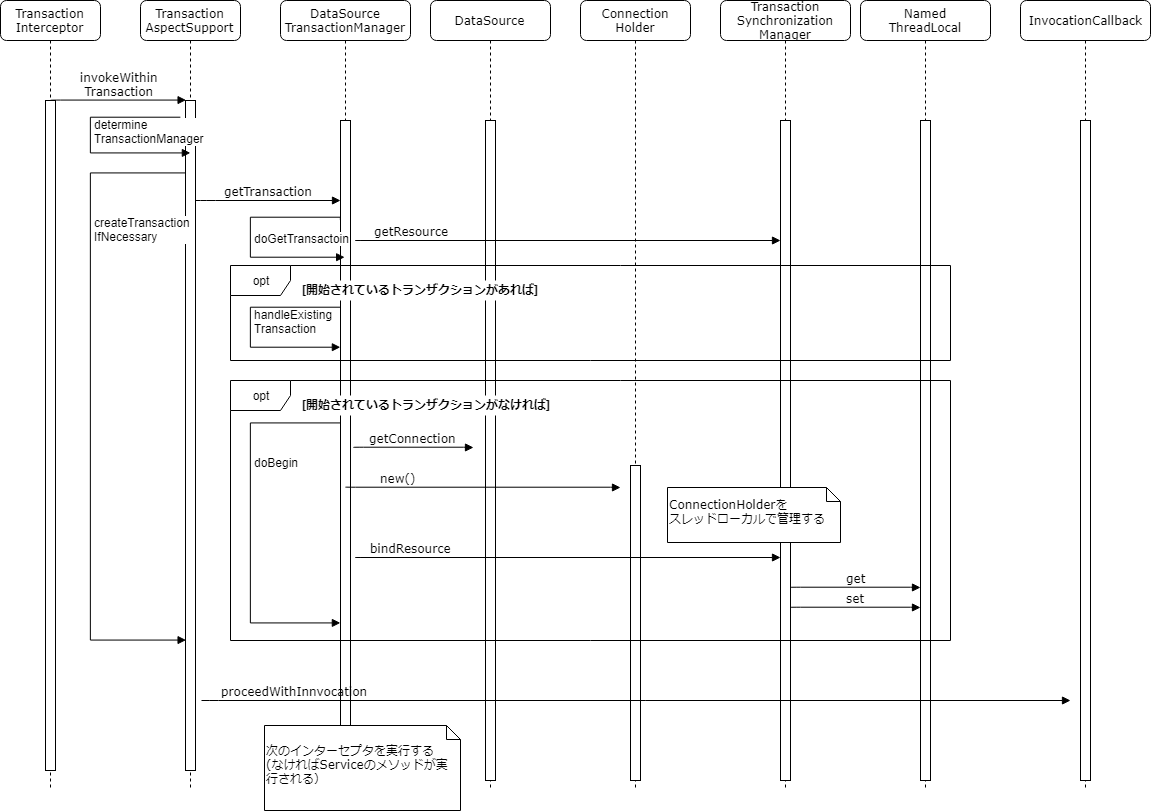 Transaction
Interceptor
Transaction
AspectSupport
DataSource
TransactionManager
DataSource
Connection
Holder
Transaction
Synchronization
Manager
Named
ThreadLocal
InvocationCallback
invokeWithin
Transaction
determine
TransactionManager
getTransaction
createTransaction
IfNecessary
doGetTransactoin
getResource
opt
[開始されているトランザクションがあれば]
handleExisting
Transaction
opt
[開始されているトランザクションがなければ]
getConnection
doBegin
new()
ConnectionHolderを
スレッドローカルで管理する
bindResource
get
set
proceedWithInnvocation
次のインターセプタを実行する
(なければServiceのメソッドが実
行される）